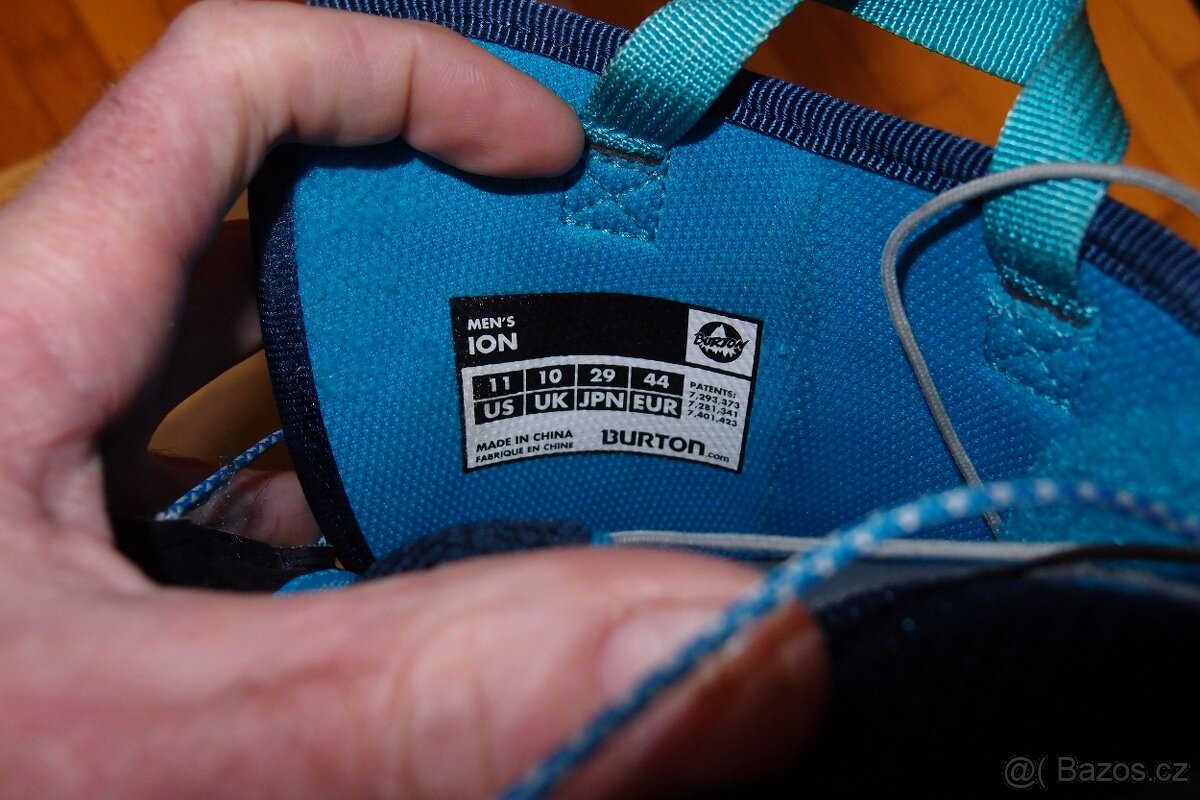 MEN'S
ION
BURTON
11 10 29 44
US UK JPN EUR
PATENTS:
7,293,373
7,281,341
7,401,423
MADE IN CHINA
FABRIQUE EN CHINE
BURTON.com
@( Bazos.cz